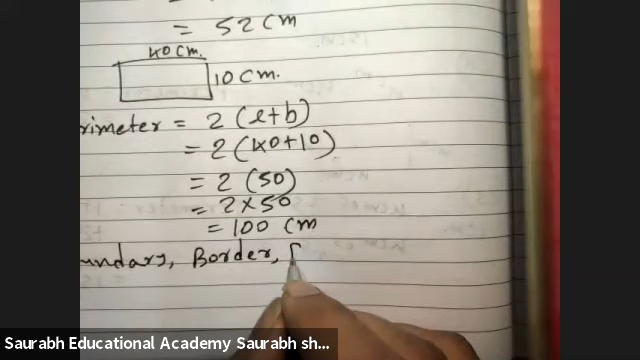 = 52 cm
40 cm.
10 cm.
rimeter = 2 (l+b)
= 2 (40+10)
= 2 (50)
= 2 × 50
= 100 cm
undary, Border,
Saurabh Educational Academy Saurabh sh...